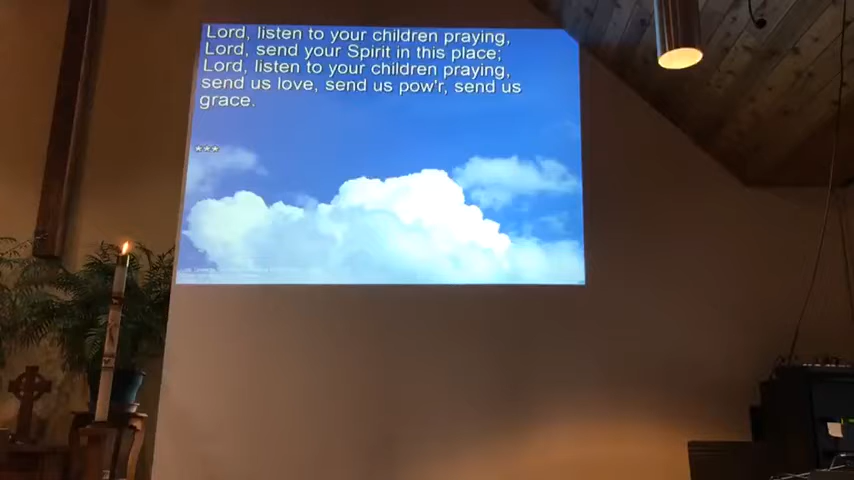 Lord, listen to your children praying,
Lord, send your Spirit in this place;
Lord, listen to your children praying,
send us love, send us pow'r, send us
grace.
***